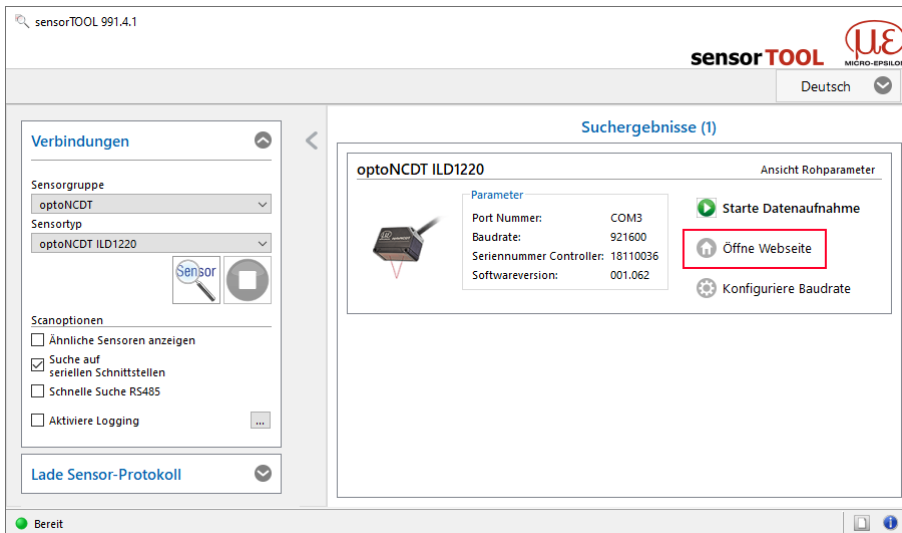 sensorTOOL 991.4.1
sensorTOOL
με
MICRO-EPSILON
Deutsch
Verbindungen
Sensorgruppe
optoNCDT
Sensortyp
optoNCDT ILD1220
Sensor
Scanoptionen
Ähnliche Sensoren anzeigen
Suche auf
seriellen Schnittstellen
Schnelle Suche RS485
Aktiviere Logging
...
Lade Sensor-Protokoll
Suchergebnisse (1)
optoNCDT ILD1220
Ansicht Rohparameter
Parameter
Port Nummer: COM3
Baudrate: 921600
Seriennummer Controller: 18110036
Softwareversion: 001.062
Starte Datenaufnahme
Öffne Webseite
Konfiguriere Baudrate
Bereit